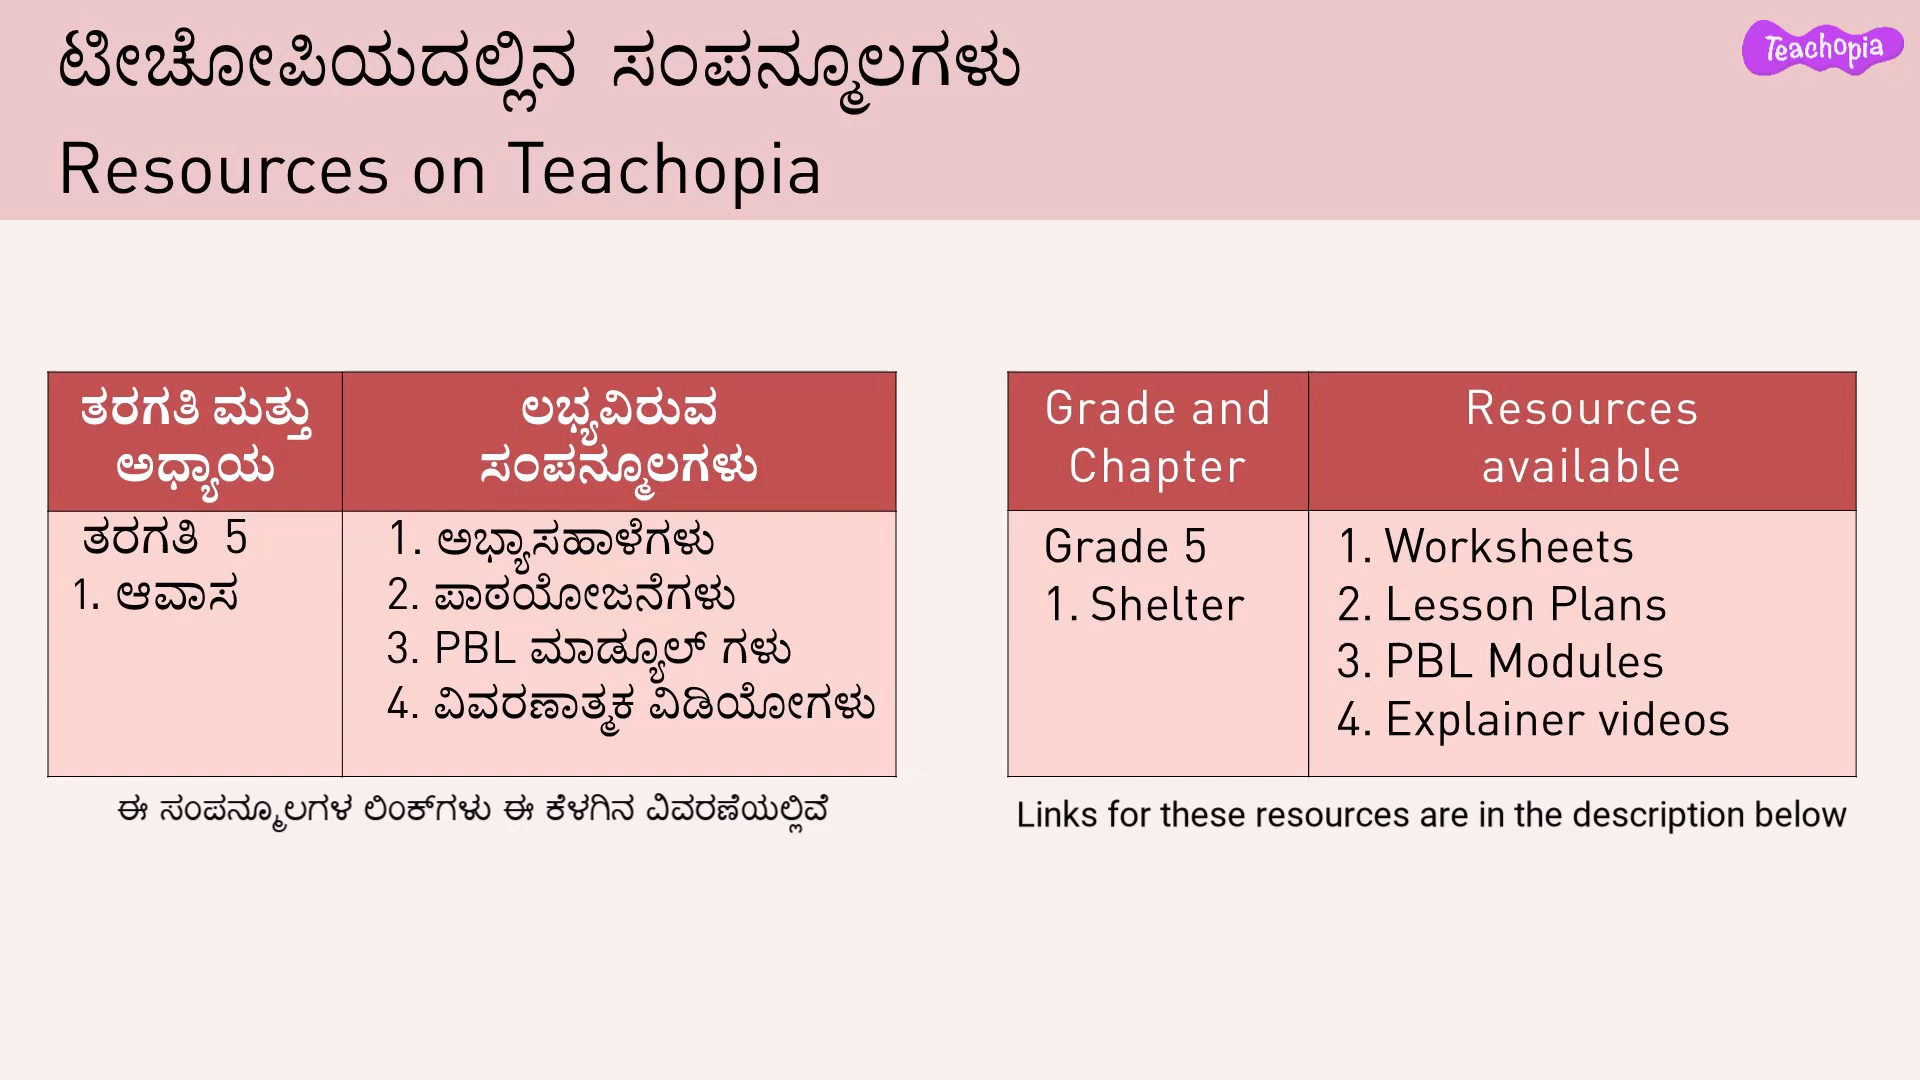 ಟೀಚೋಪಿಯದಲ್ಲಿನ ಸಂಪನ್ಮೂಲಗಳು
Teachopia
Resources on Teachopia
ತರಗತಿ ಮತ್ತು
ಅಧ್ಯಾಯ
ಲಭ್ಯವಿರುವ
ಸಂಪನ್ಮೂಲಗಳು
ತರಗತಿ 5
1. ಆವಾಸ
1. ಅಭ್ಯಾಸಹಾಳೆಗಳು
2. ಪಾಠಯೋಜನೆಗಳು
3. PBL ಮಾಡ್ಯೂಲ್ ಗಳು
4. ವಿವರಣಾತ್ಮಕ ವಿಡಿಯೋಗಳು
ಈ ಸಂಪನ್ಮೂಲಗಳ ಲಿಂಕ್‌ಗಳು ಈ ಕೆಳಗಿನ ವಿವರಣೆಯಲ್ಲಿವೆ
Grade and
Chapter
Resources
available
Grade 5
1. Shelter
1. Worksheets
2. Lesson Plans
3. PBL Modules
4. Explainer videos
Links for these resources are in the description below